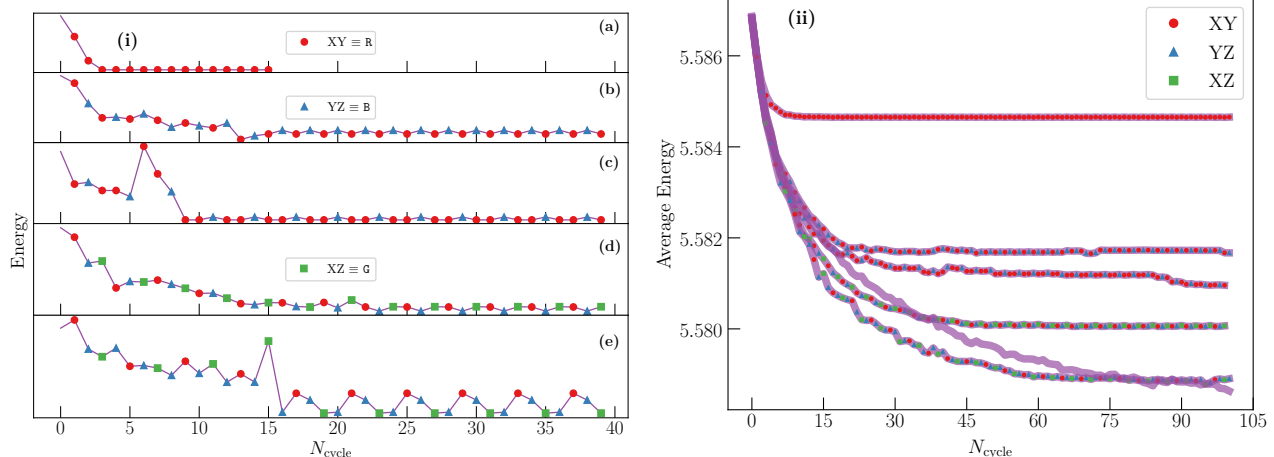 (i)
(a)
XY ≡ R
(b)
YZ ≡ B
(c)
(d)
XZ ≡ G
(e)
Energy
0 5 10 15 20 25 30 35 40
N_cycle
(ii)
XY
YZ
XZ
5.586
5.584
5.582
5.580
Average Energy
0 15 30 45 60 75 90 105
N_cycle